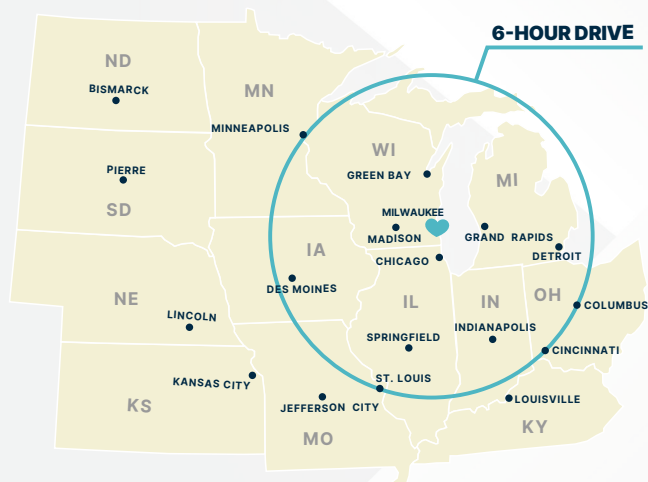 6-HOUR DRIVE
ND
BISMARCK
MN
MINNEAPOLIS
WI
GREEN BAY
PIERRE
SD
MI
MILWAUKEE
MADISON
GRAND RAPIDS
DETROIT
CHICAGO
IA
DES MOINES
NE
LINCOLN
IL
IN
OH
COLUMBUS
SPRINGFIELD
INDIANAPOLIS
CINCINNATI
KANSAS CITY
ST. LOUIS
KS
JEFFERSON CITY
LOUISVILLE
MO
KY